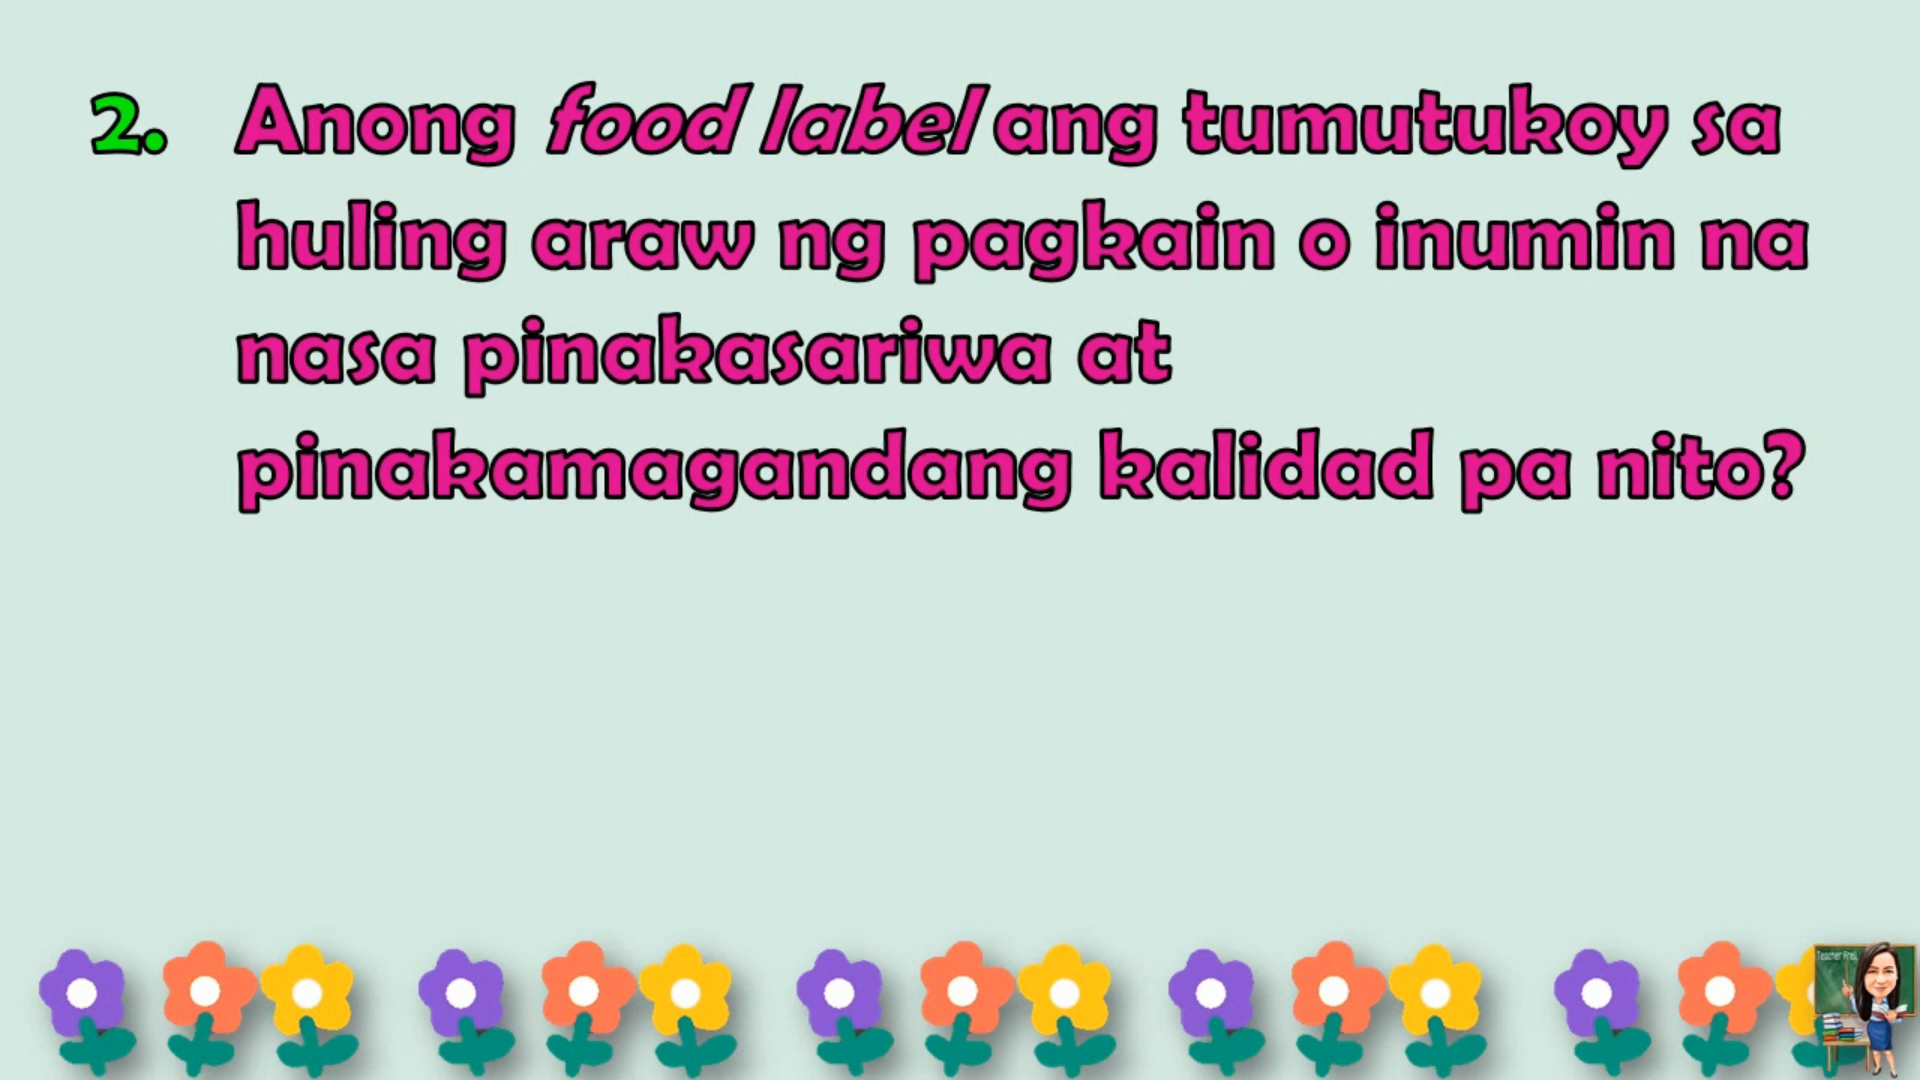 2. Anong food label ang tumutukoy sa
huling araw ng pagkain o inumin na
nasa pinakasariwa at
pinakamagandang kalidad pa nito?